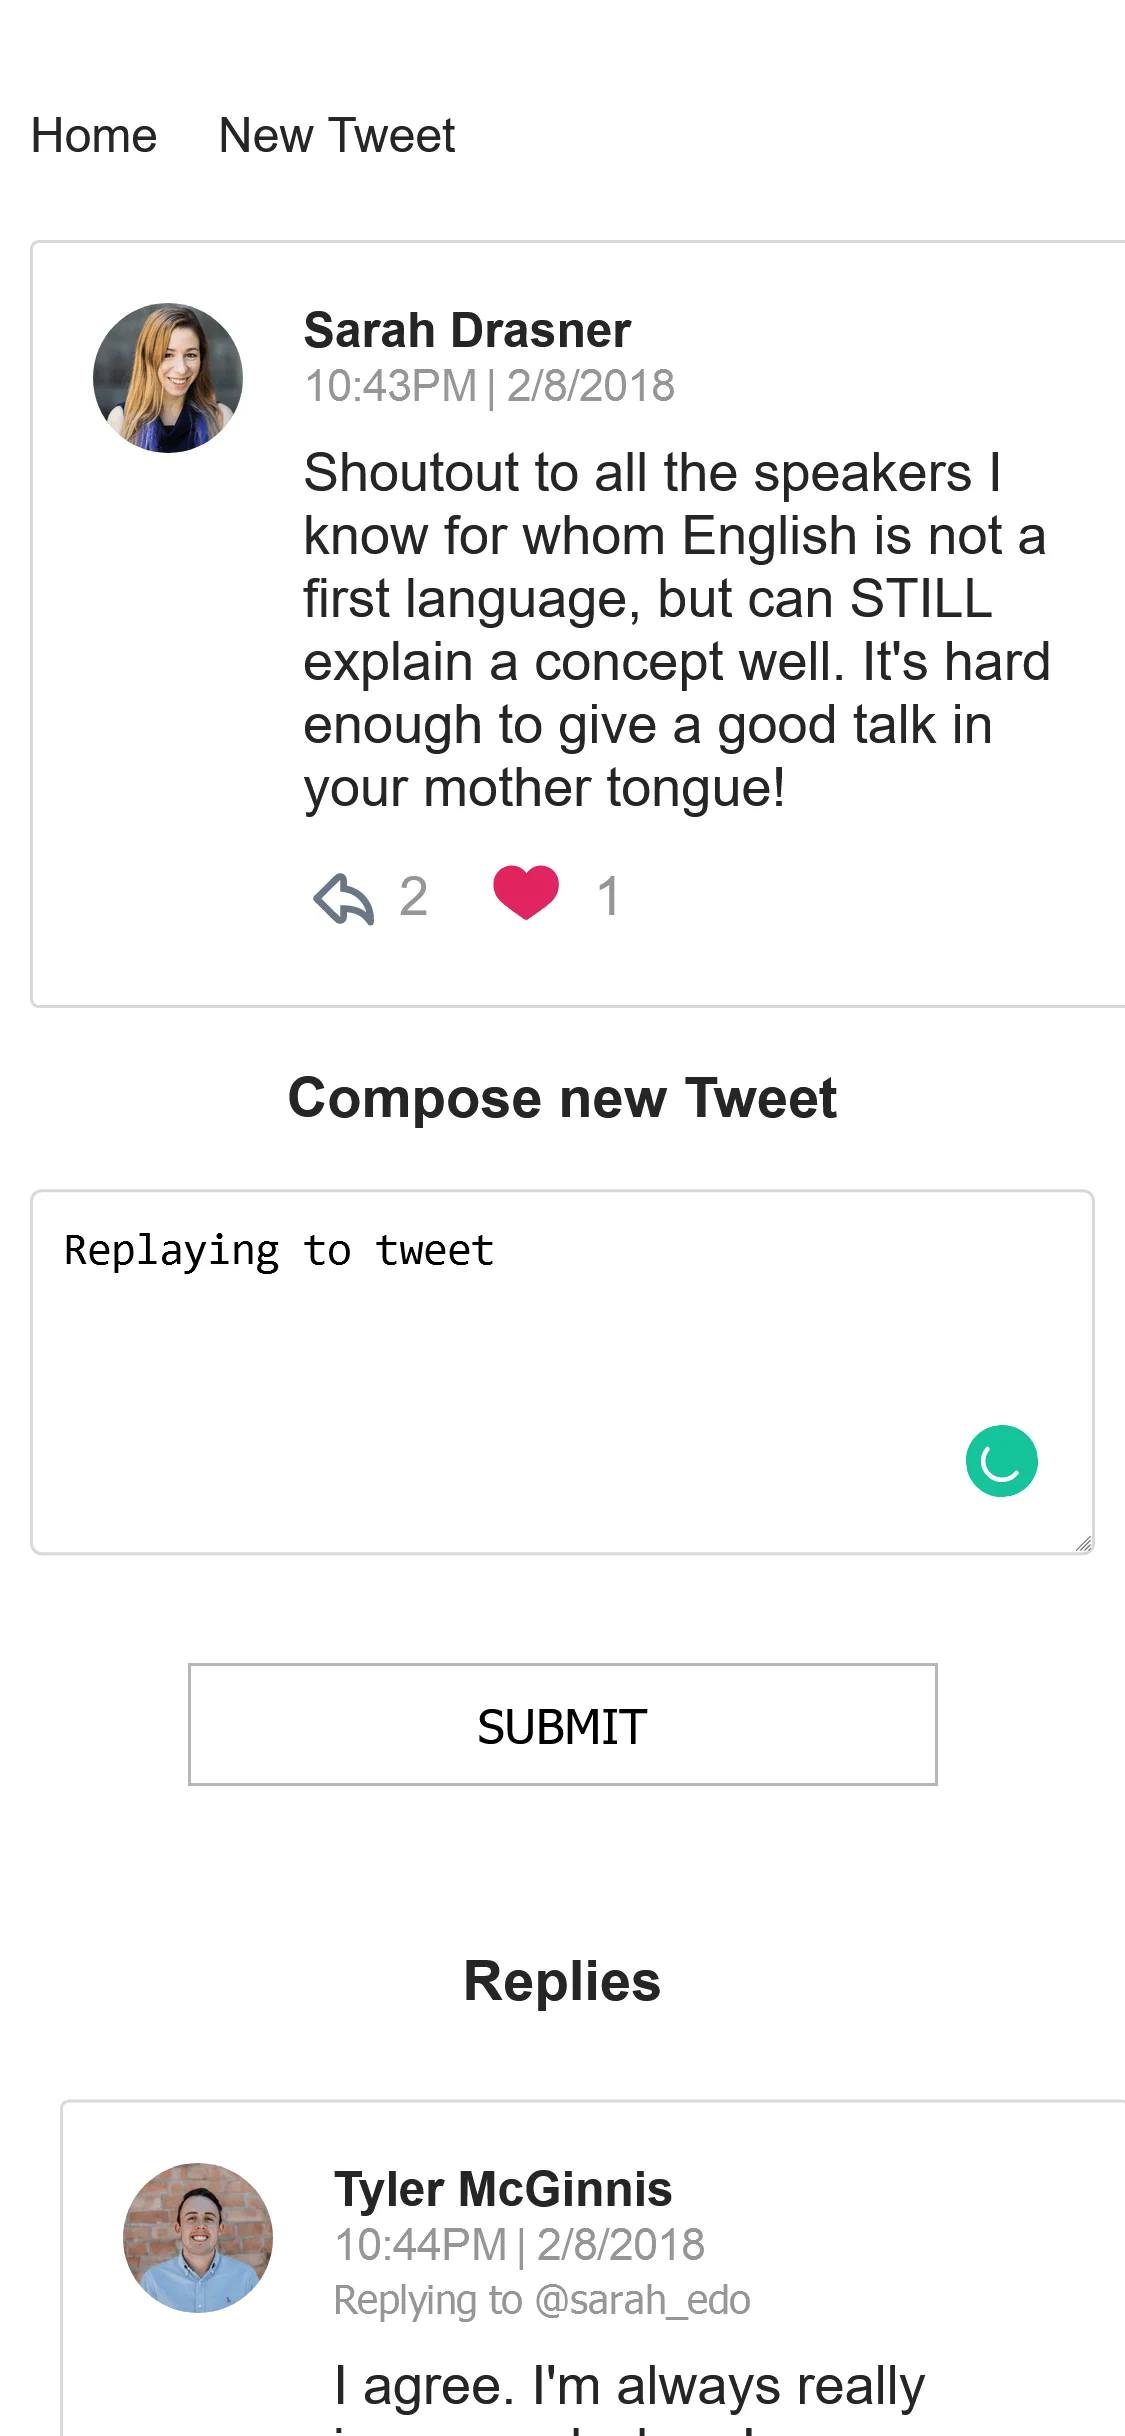 Home New Tweet
Sarah Drasner
10:43PM | 2/8/2018
Shoutout to all the speakers I
know for whom English is not a
first language, but can STILL
explain a concept well. It's hard
enough to give a good talk in
your mother tongue!
2 1
Compose new Tweet
Replaying to tweet
SUBMIT
Replies
Tyler McGinnis
10:44PM | 2/8/2018
Replying to @sarah_edo
I agree. I'm always really